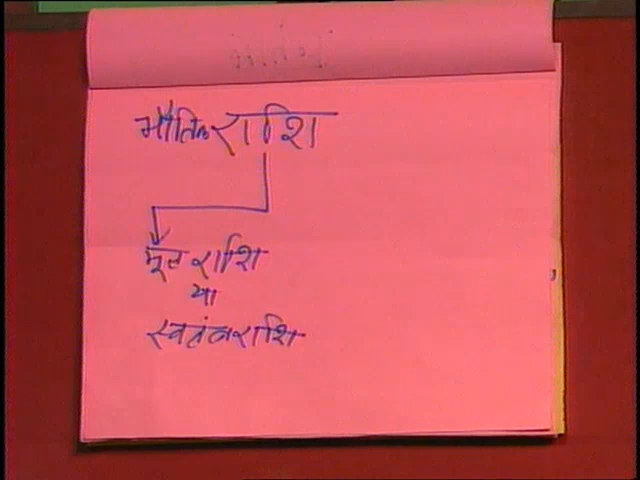 भौतिक राशि
मूल राशि
या
स्वतंत्र राशि